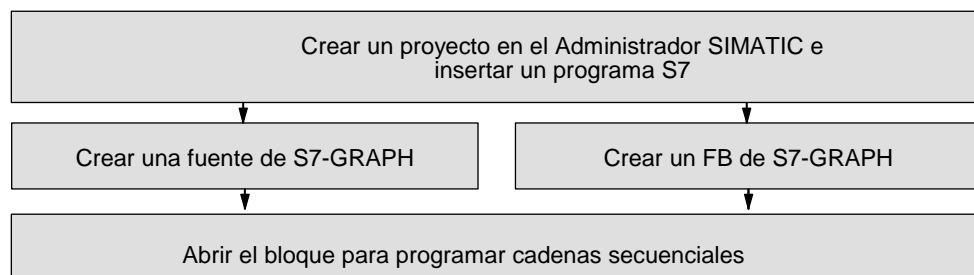 Crear un proyecto en el Administrador SIMATIC e
insertar un programa S7
Crear una fuente de S7-GRAPH
Crear un FB de S7-GRAPH
Abrir el bloque para programar cadenas secuenciales